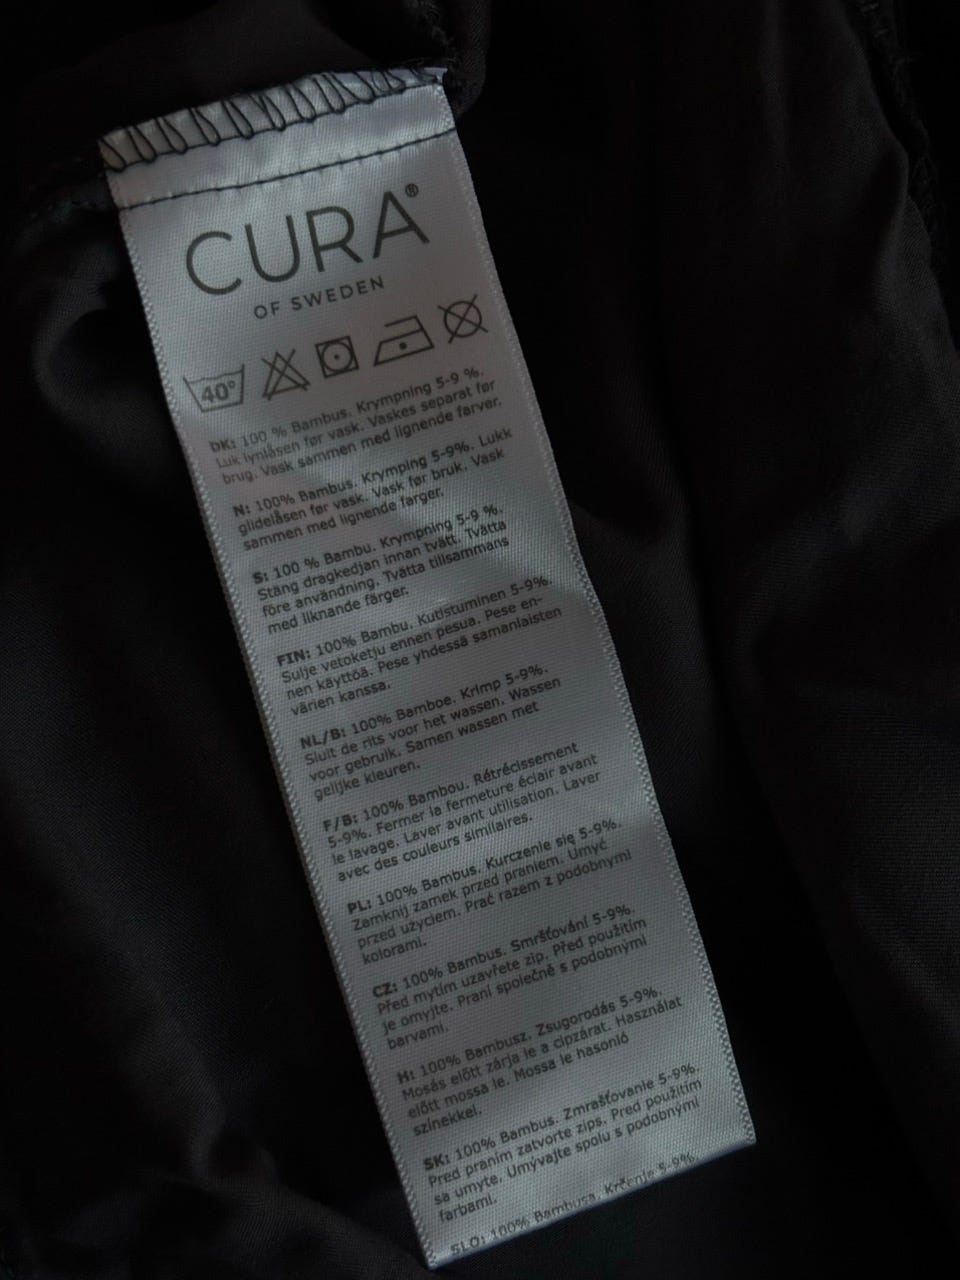 CURA®
OF SWEDEN
40°
DK: 100 % Bambus. Krympning 5-9 %.
Luk lynlåsen før vask. Vaskes separat før
brug. Vask sammen med lignende farver.
N: 100% Bambus. Krymping 5-9%. Lukk
glidelåsen før vask. Vask før bruk. Vask
sammen med lignende farger.
S: 100 % Bambu. Krympning 5-9 %.
Stäng dragkedjan innan tvätt. Tvätta
före användning. Tvätta tillsammans
med liknande färger.
FIN: 100% Bambu. Kutistuminen 5-9%.
Sulje vetoketju ennen pesua. Pese en-
nen käyttöä. Pese yhdessä samanlaisten
värien kanssa.
NL/B: 100% Bamboe. Krimp 5-9%.
Sluit de rits voor het wassen. Wassen
voor gebruik. Samen wassen met
gelijke kleuren.
F/B: 100% Bambou. Rétrécissement
5-9%. Fermer la fermeture éclair avant
le lavage. Laver avant utilisation. Laver
avec des couleurs similaires.
PL: 100% Bambus. Kurczenie się 5-9%.
Zamknij zamek przed praniem. Umyć
przed użyciem. Prać razem z podobnymi
kolorami.
CZ: 100% Bambus. Smršťování 5-9%.
Před mytím uzavřete zip. Před použitím
je omyjte. Praní společně s podobnými
barvami.
H: 100% Bambusz. Zsugorodás 5-9%.
Mosás előtt zárja le a cipzárat. Használat
előtt mossa le. Mossa le hasonló
színekkel.
SK: 100% Bambus. Zmrašťovanie 5-9%.
Pred praním zatvorte zips. Pred použitím
sa umyte. Umývajte spolu s podobnými
farbami.
SLO: 100% Bambusa. Krčenje 5-9%.